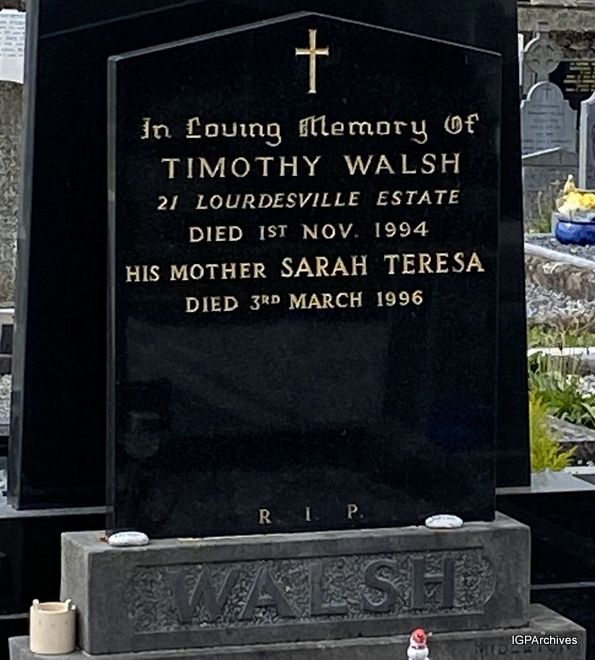 In Loving Memory Of
TIMOTHY WALSH
21 LOURDESVILLE ESTATE
DIED 1ST NOV. 1994
HIS MOTHER SARAH TERESA
DIED 3RD MARCH 1996
R I P.
WALSH
MIDLETON
IGPArchives